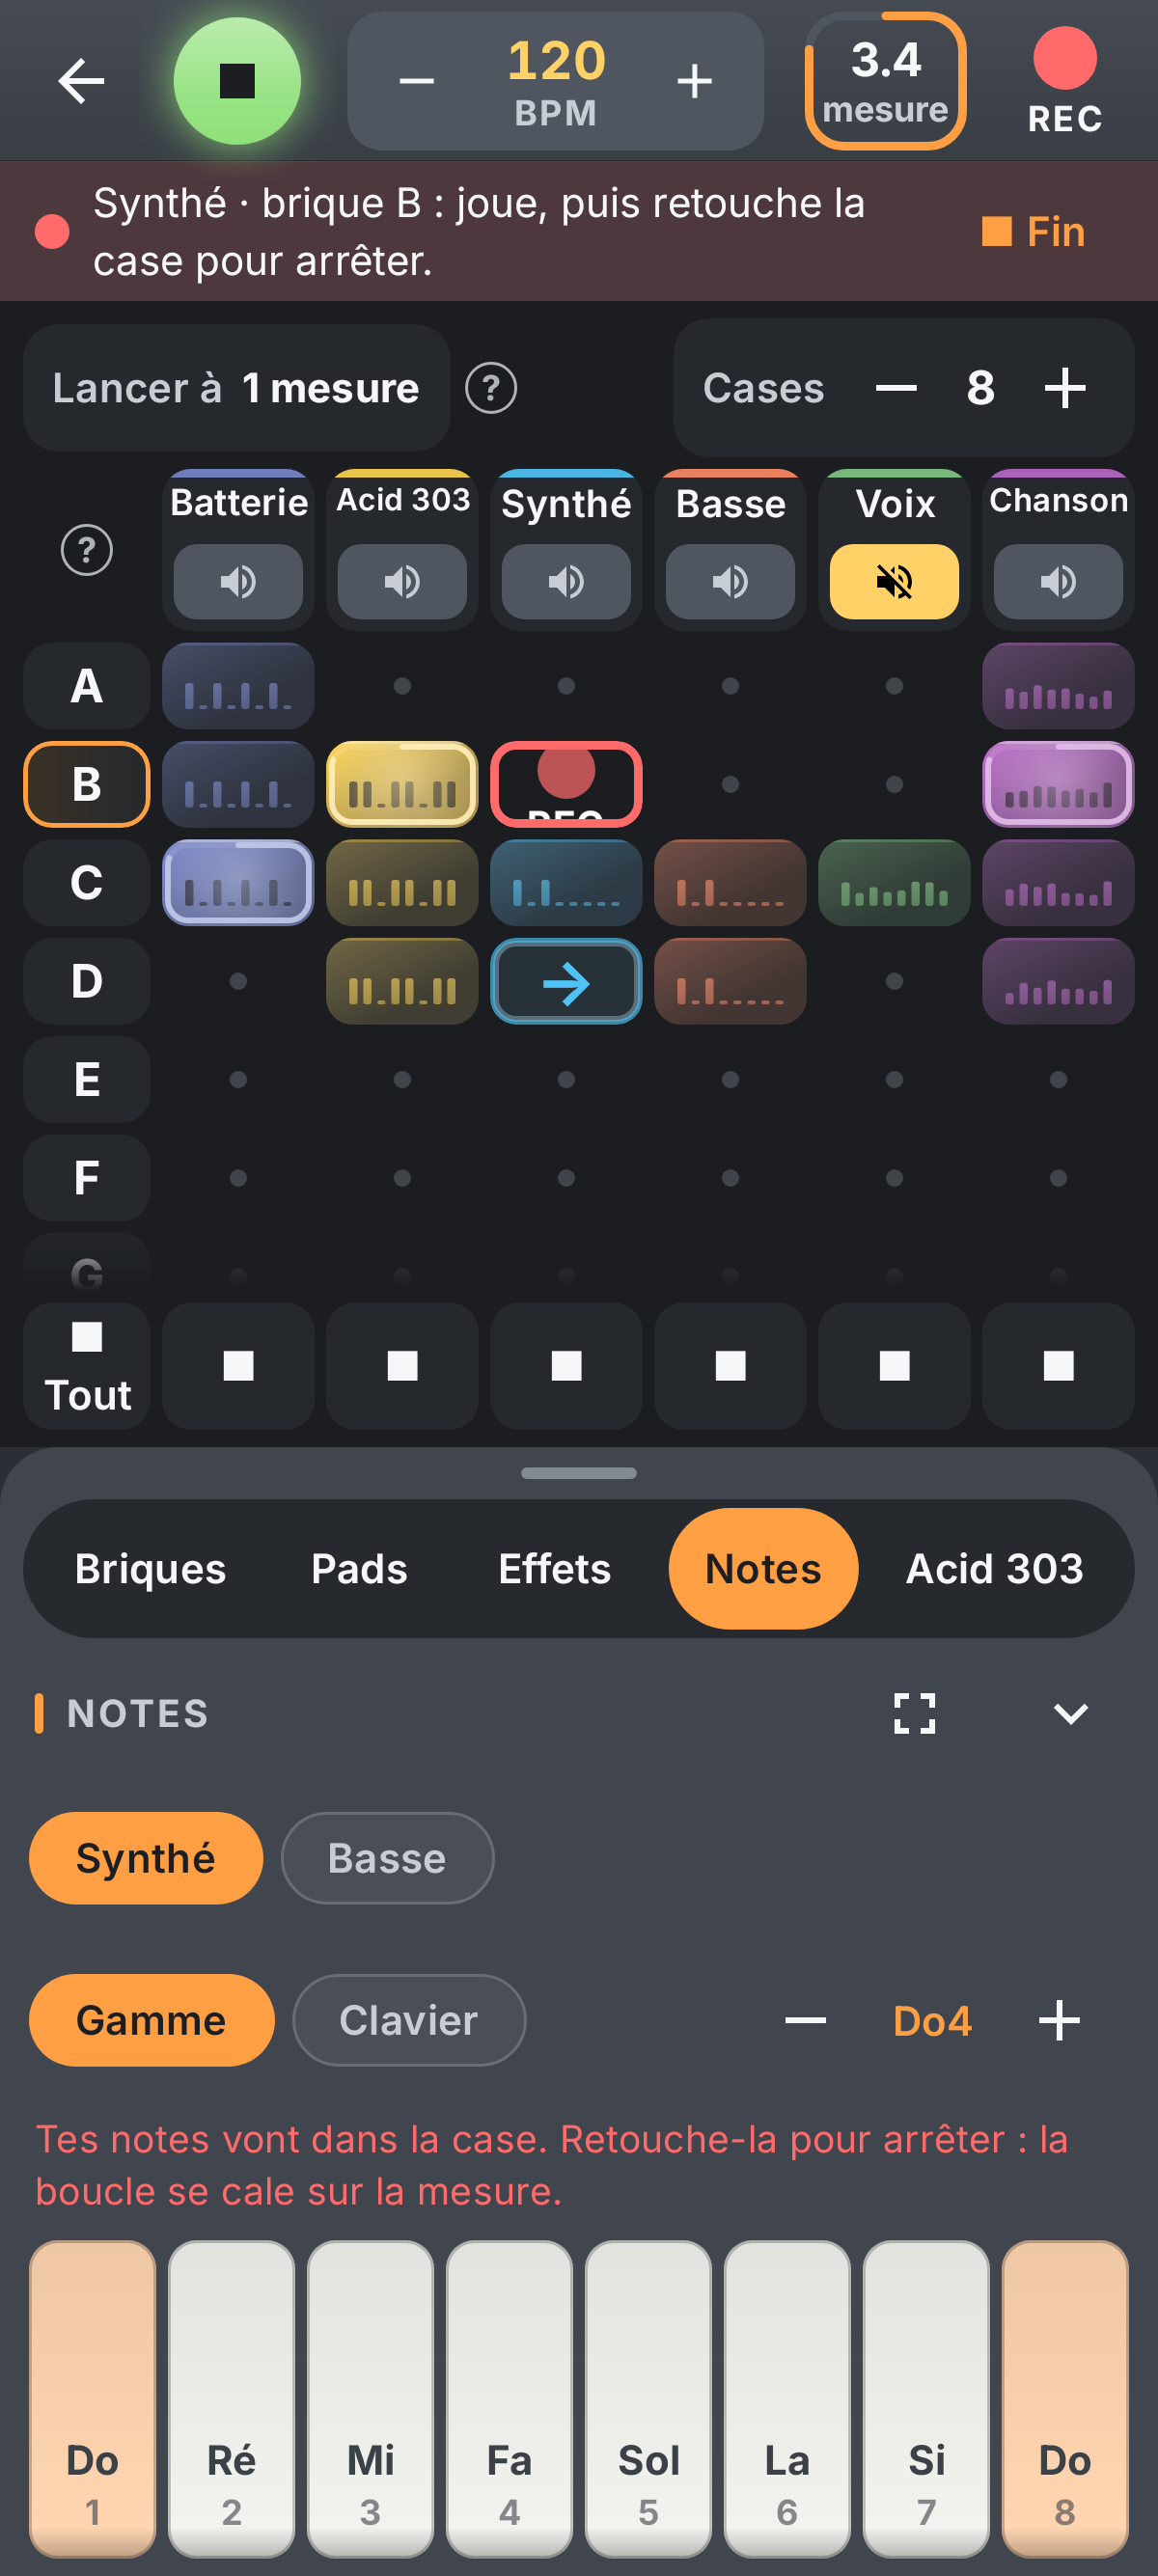 120
BPM
3.4
mesure
REC
Synthé · brique B : joue, puis retouche la
case pour arrêter.
Fin
Lancer à 1 mesure
?
Cases
8
?
Batterie
Acid 303
Synthé
Basse
Voix
Chanson
A
B
REC
C
D
E
F
G
Tout
Briques
Pads
Effets
Notes
Acid 303
NOTES
Synthé
Basse
Gamme
Clavier
Do4
Tes notes vont dans la case. Retouche-la pour arrêter : la
boucle se cale sur la mesure.
Do
Ré
Mi
Fa
Sol
La
Si
Do
1
2
3
4
5
6
7
8